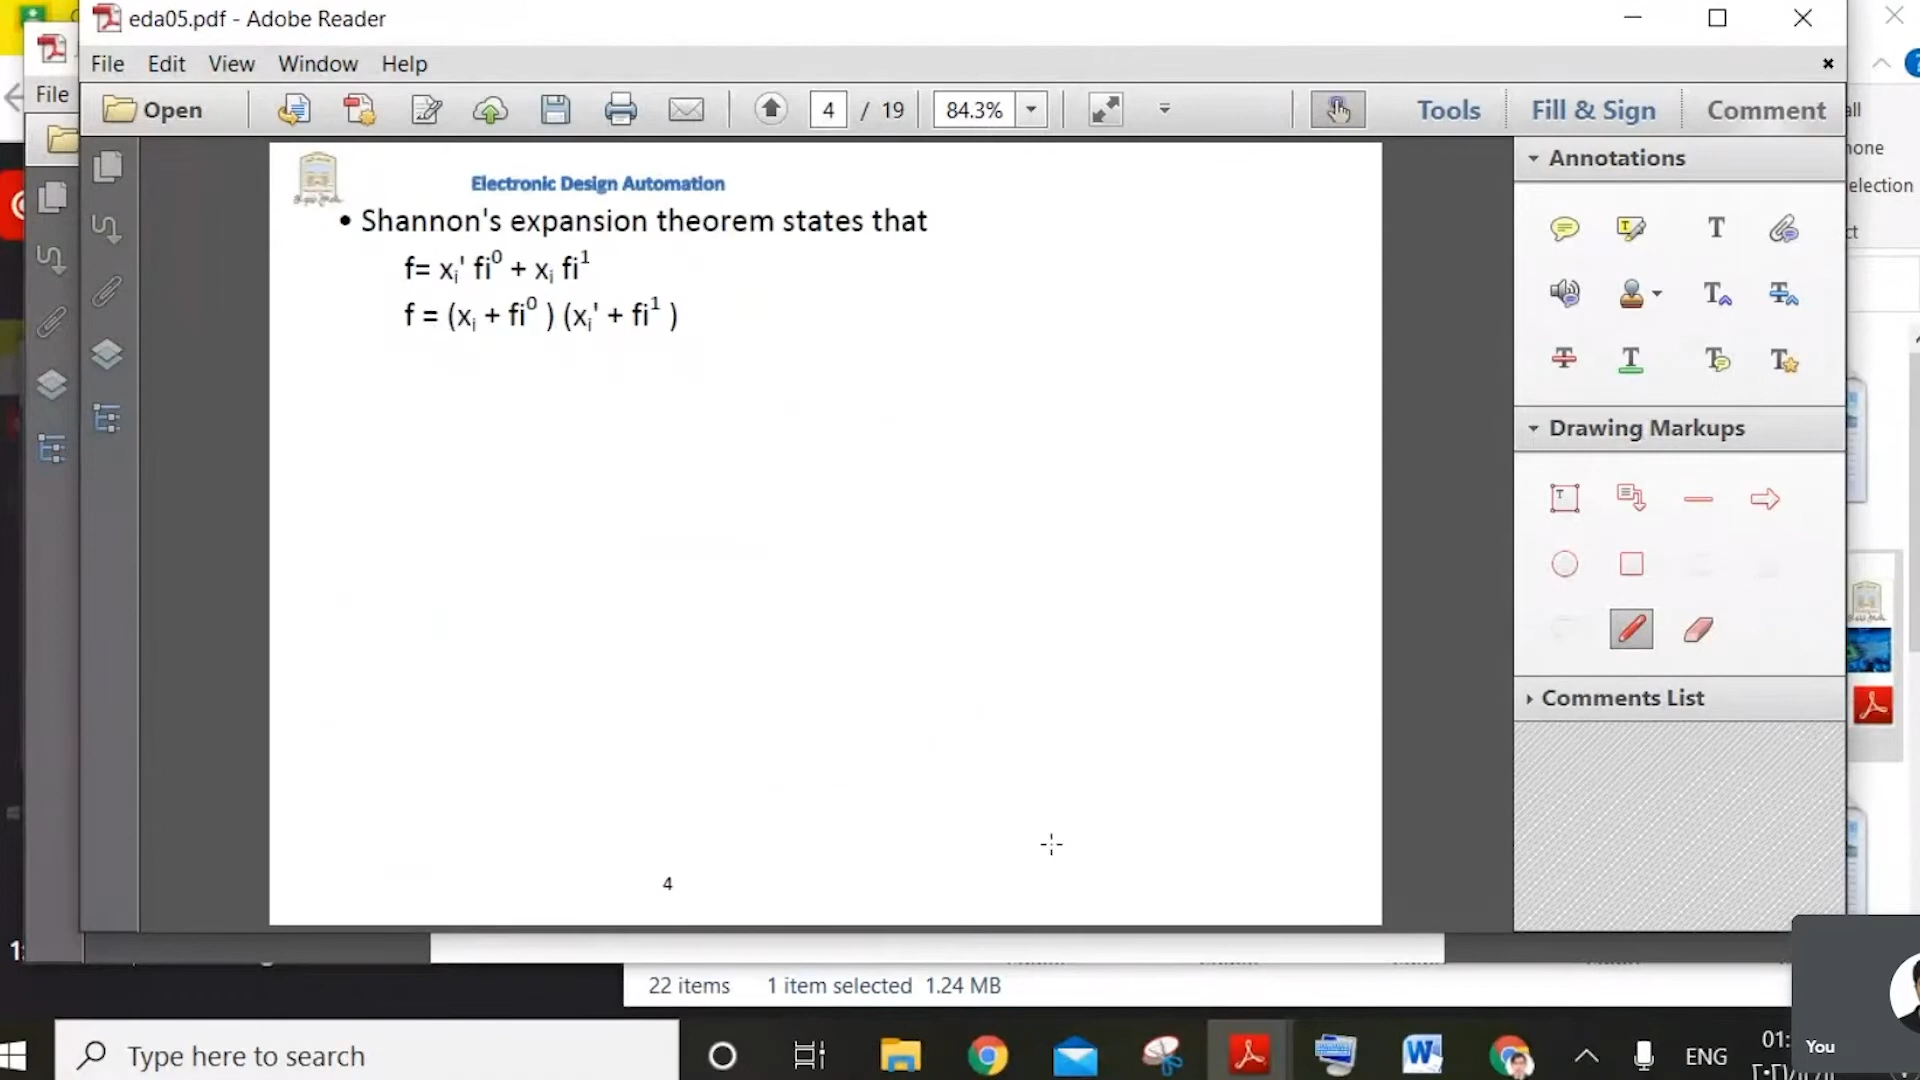 eda05.pdf - Adobe Reader
File Edit View Window Help
File
Open 4 / 19 84.3% Tools Fill & Sign Comment
Annotations
Electronic Design Automation
• Shannon's expansion theorem states that
f= xᵢ' fi⁰ + xᵢ fi¹
f = (xᵢ + fi⁰ ) (xᵢ' + fi¹ )
Drawing Markups
Comments List
4
22 items 1 item selected 1.24 MB
Type here to search
ENG
You